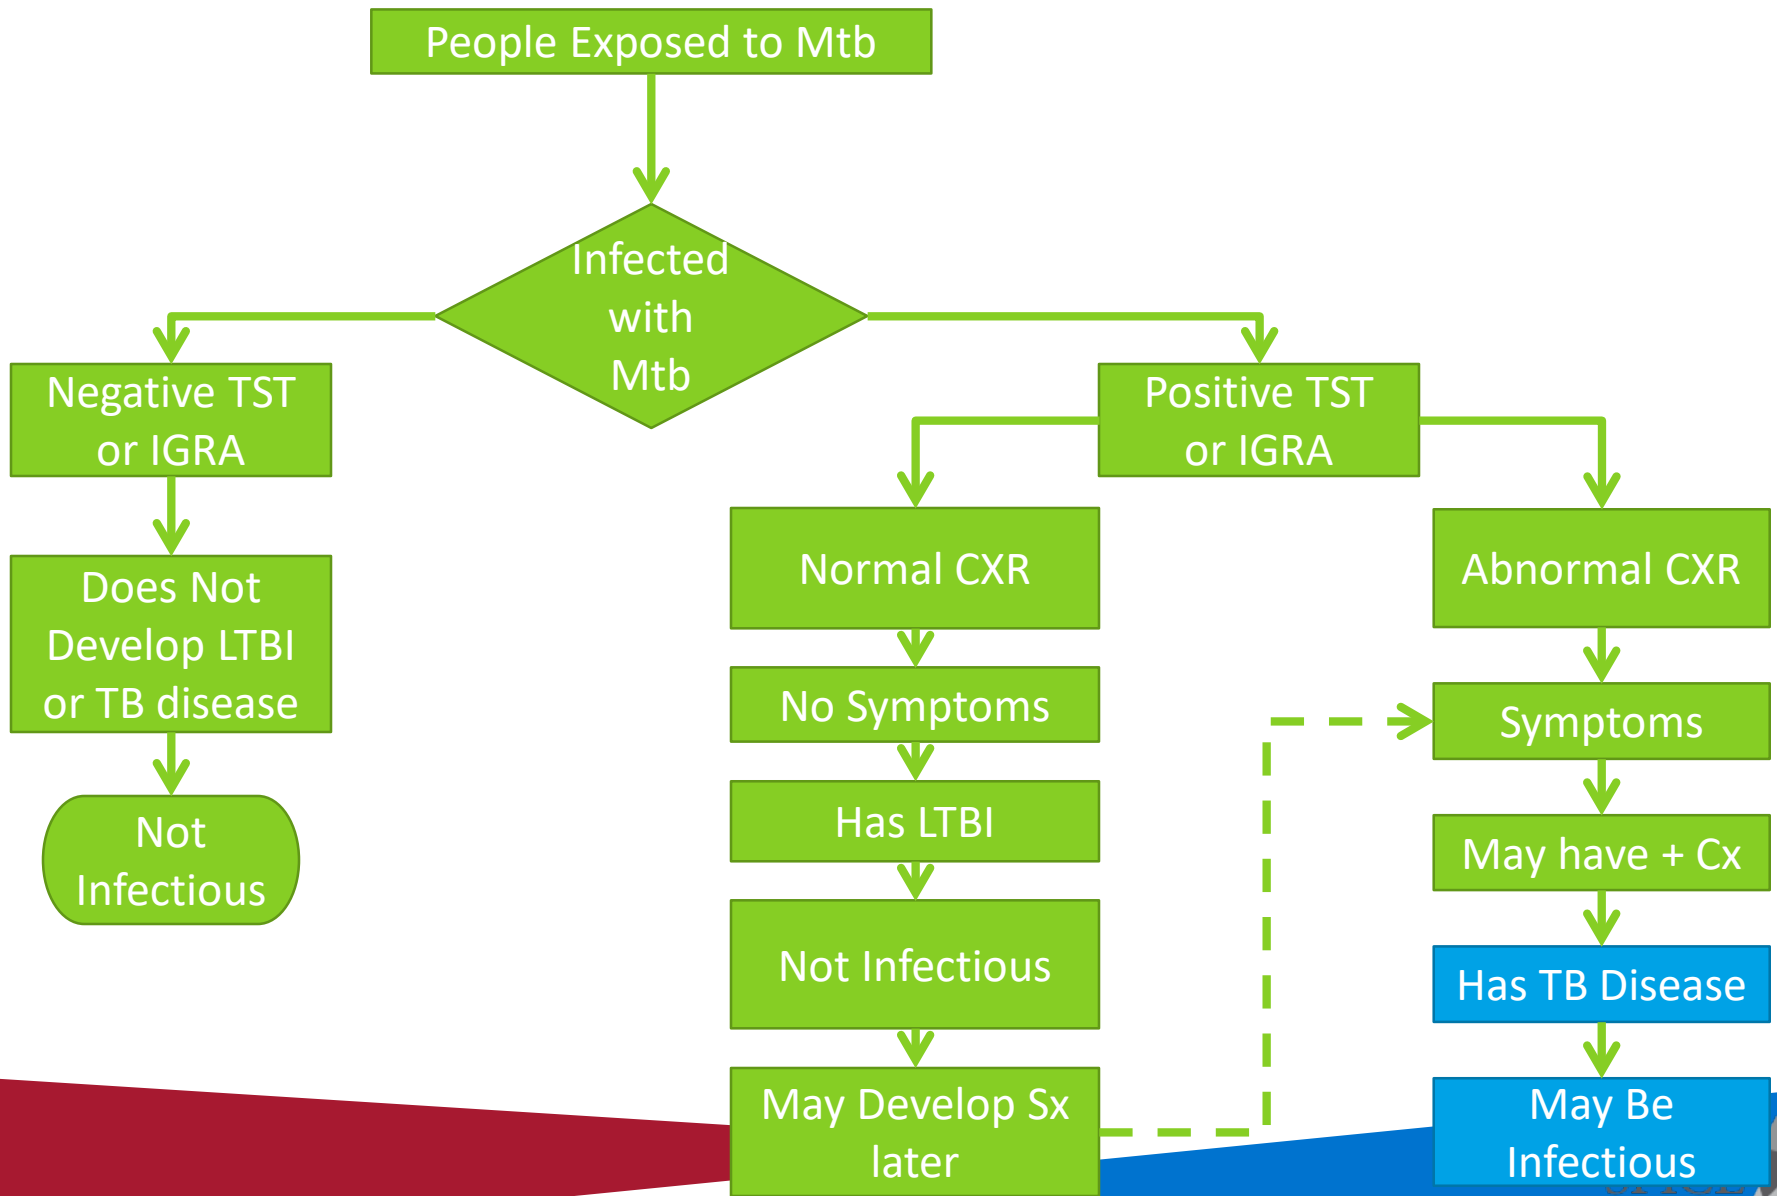 People Exposed to Mtb
Infected
with
Mtb
Negative TST
or IGRA
Positive TST
or IGRA
Does Not
Develop LTBI
or TB disease
Not
Infectious
Normal CXR
No Symptoms
Has LTBI
Not Infectious
May Develop Sx
later
Abnormal CXR
Symptoms
May have + Cx
Has TB Disease
May Be
Infectious